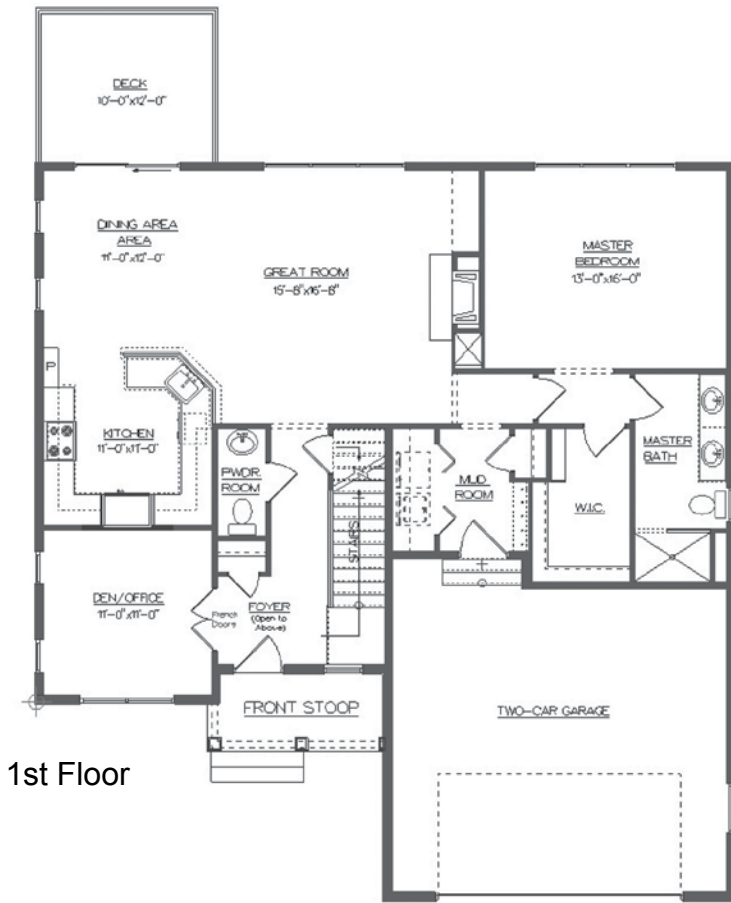 DECK
10'-0"x12'-0"
DINING AREA
AREA
11'-0"x12'-0"
GREAT ROOM
15'-8"x16'-8"
MASTER
BEDROOM
13'-0"x16'-0"
P
KITCHEN
11'-0"x11'-0"
PWDR.
ROOM
STAIRS
MUD
ROOM
W.I.C.
MASTER
BATH
DEN/OFFICE
11'-0"x11'-0"
French
Doors
FOYER
(Open to
Above)
FRONT STOOP
TWO-CAR GARAGE
1st Floor